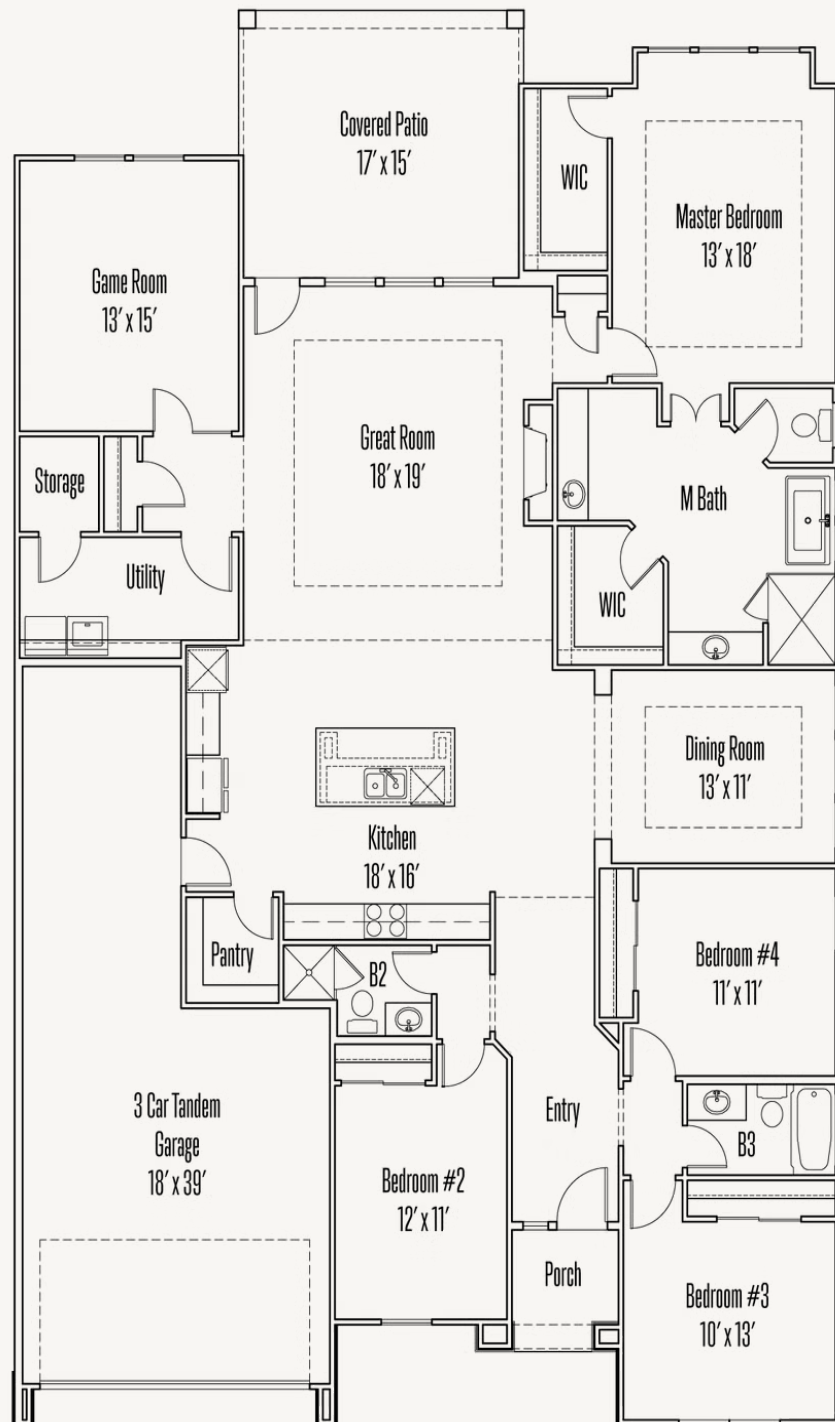 Covered Patio
17' x 15'
WIC
Master Bedroom
13' x 18'
Game Room
13' x 15'
Great Room
18' x 19'
Storage
Utility
M Bath
WIC
Dining Room
13' x 11'
Kitchen
18' x 16'
Pantry
B2
Bedroom #4
11' x 11'
3 Car Tandem
Garage
18' x 39'
Entry
B3
Bedroom #2
12' x 11'
Porch
Bedroom #3
10' x 13'